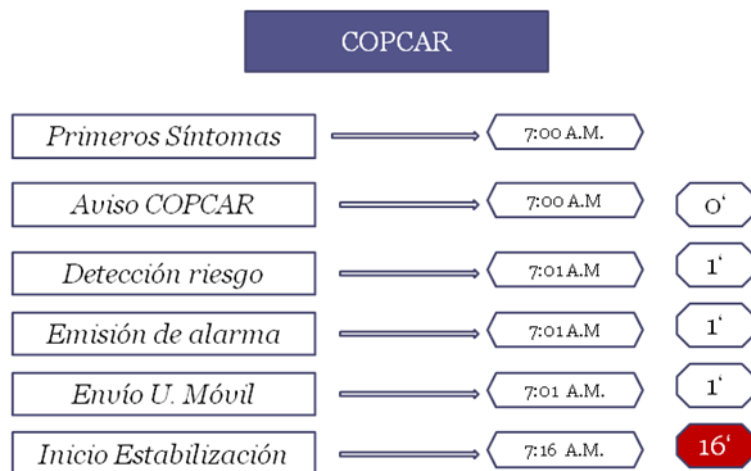 COPCAR
Primeros Síntomas 7:00 A.M.
Aviso COPCAR 7:00 A.M 0‘
Detección riesgo 7:01 A.M 1‘
Emisión de alarma 7:01 A.M 1‘
Envío U. Móvil 7:01 A.M. 1‘
Inicio Estabilización 7:16 A.M. 16‘